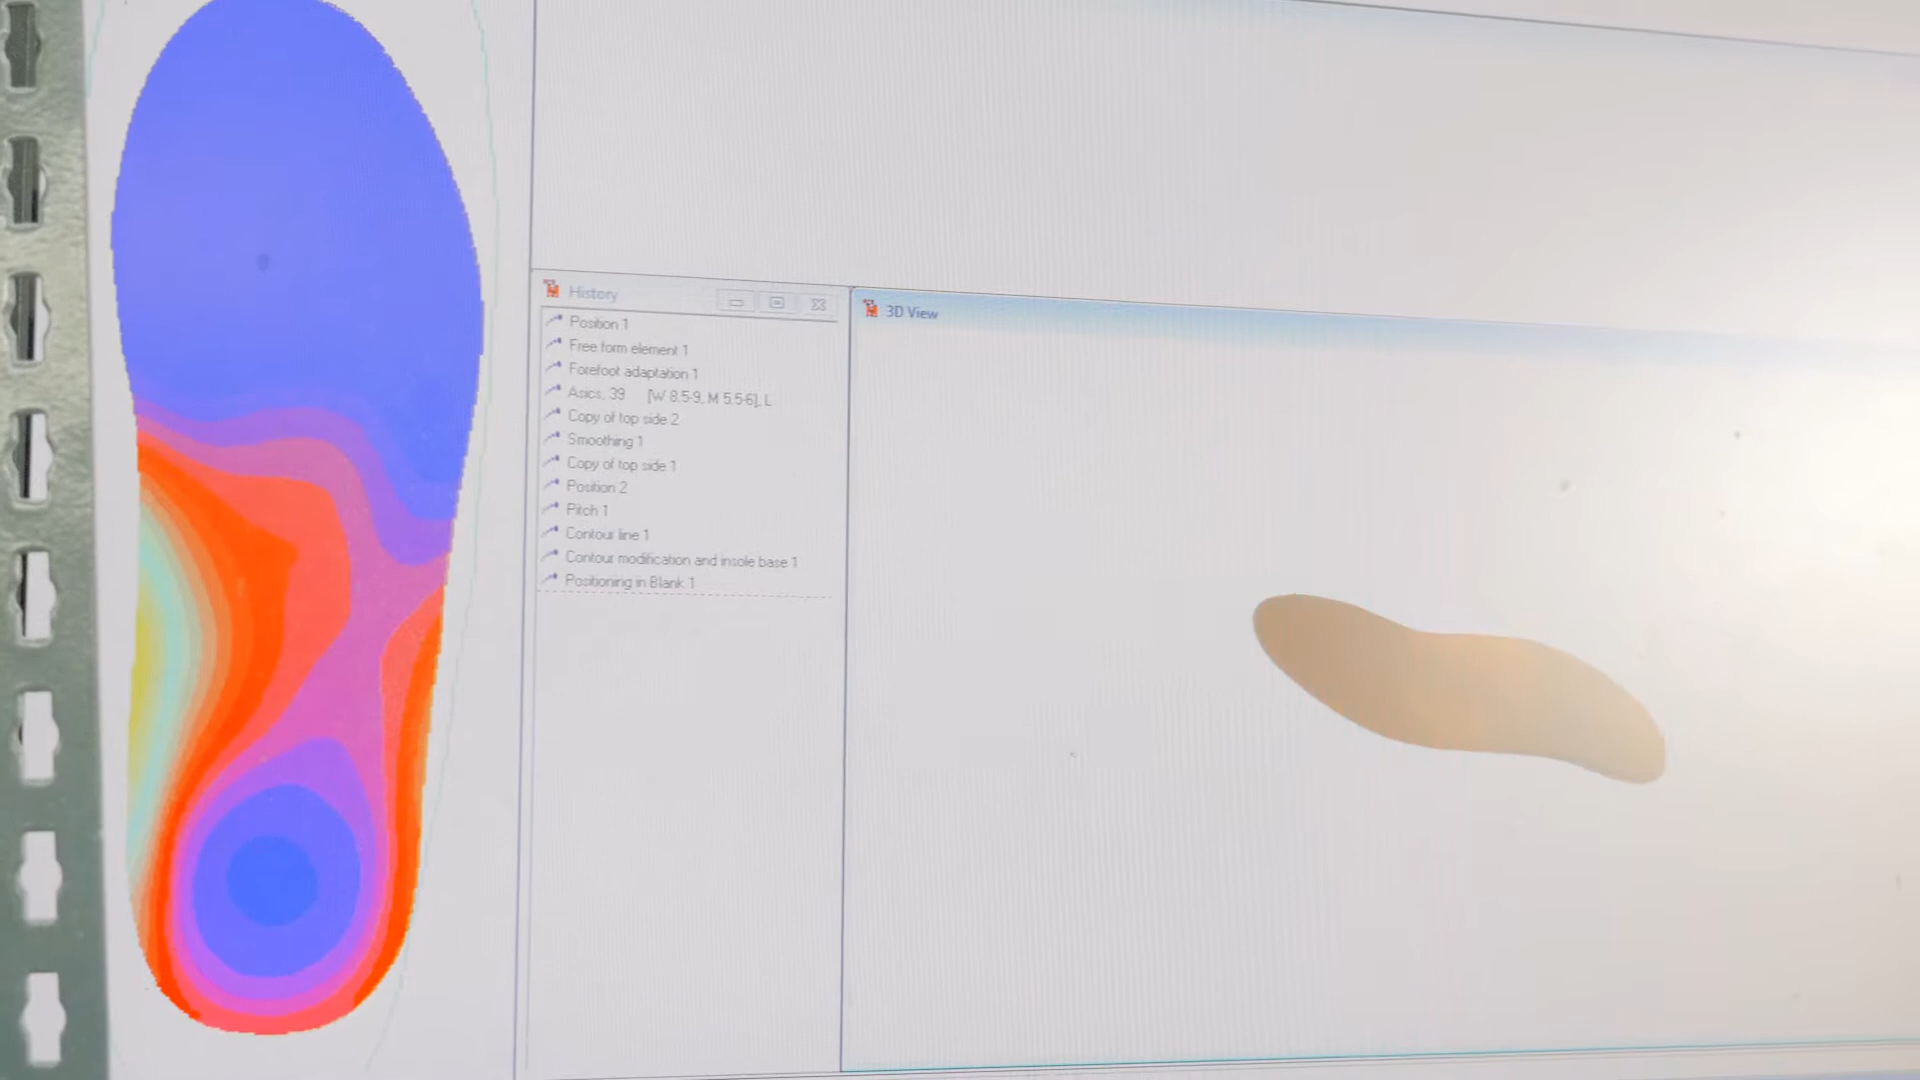 History
Position 1
Free form element 1
Forefoot adaptation 1
Asics, 39 [W 8.5-9, M 5.5-6], L
Copy of top side 2
Smoothing 1
Copy of top side 1
Position 2
Pitch 1
Contour line 1
Contour modification and insole base 1
Positioning in Blank 1
3D View